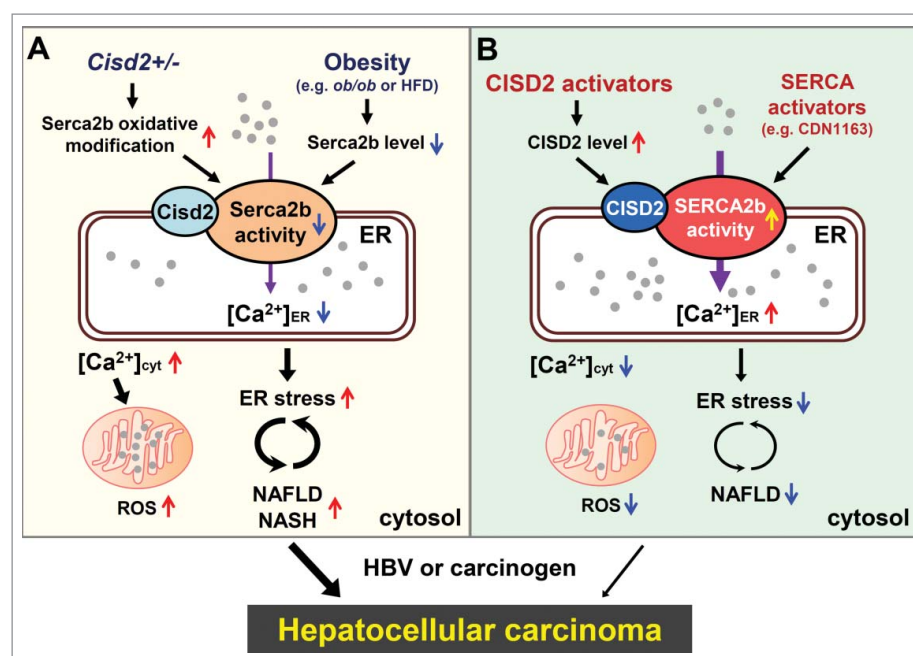 A
Cisd2+/-
Obesity
(e.g. ob/ob or HFD)
Serca2b oxidative
modification
Serca2b level
Cisd2
Serca2b
activity
ER
[Ca²⁺]ER
[Ca²⁺]cyt
ER stress
ROS
NAFLD
NASH
cytosol
B
CISD2 activators
SERCA
activators
(e.g. CDN1163)
CISD2 level
CISD2
SERCA2b
activity
ER
[Ca²⁺]ER
[Ca²⁺]cyt
ER stress
ROS
NAFLD
cytosol
HBV or carcinogen
Hepatocellular carcinoma